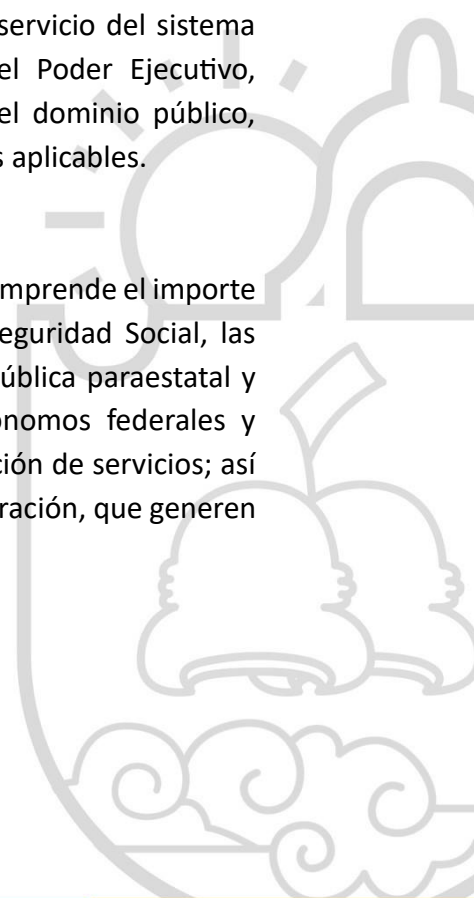 servicio del sistema
el Poder Ejecutivo,
el dominio público,
s aplicables.
mprende el importe
eguridad Social, las
ública paraestatal y
ónomos federales y
ción de servicios; así
ración, que generen